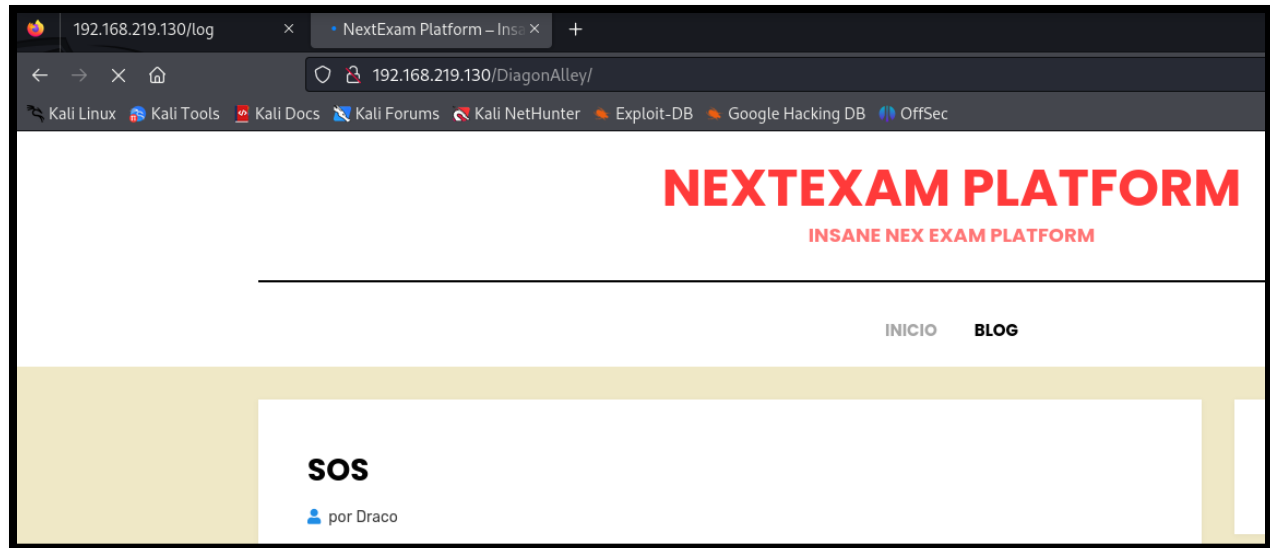 192.168.219.130/log
NextExam Platform – Insa
192.168.219.130/DiagonAlley/
Kali Linux Kali Tools Kali Docs Kali Forums Kali NetHunter Exploit-DB Google Hacking DB OffSec
NEXTEXAM PLATFORM
INSANE NEX EXAM PLATFORM
INICIO BLOG
SOS
por Draco